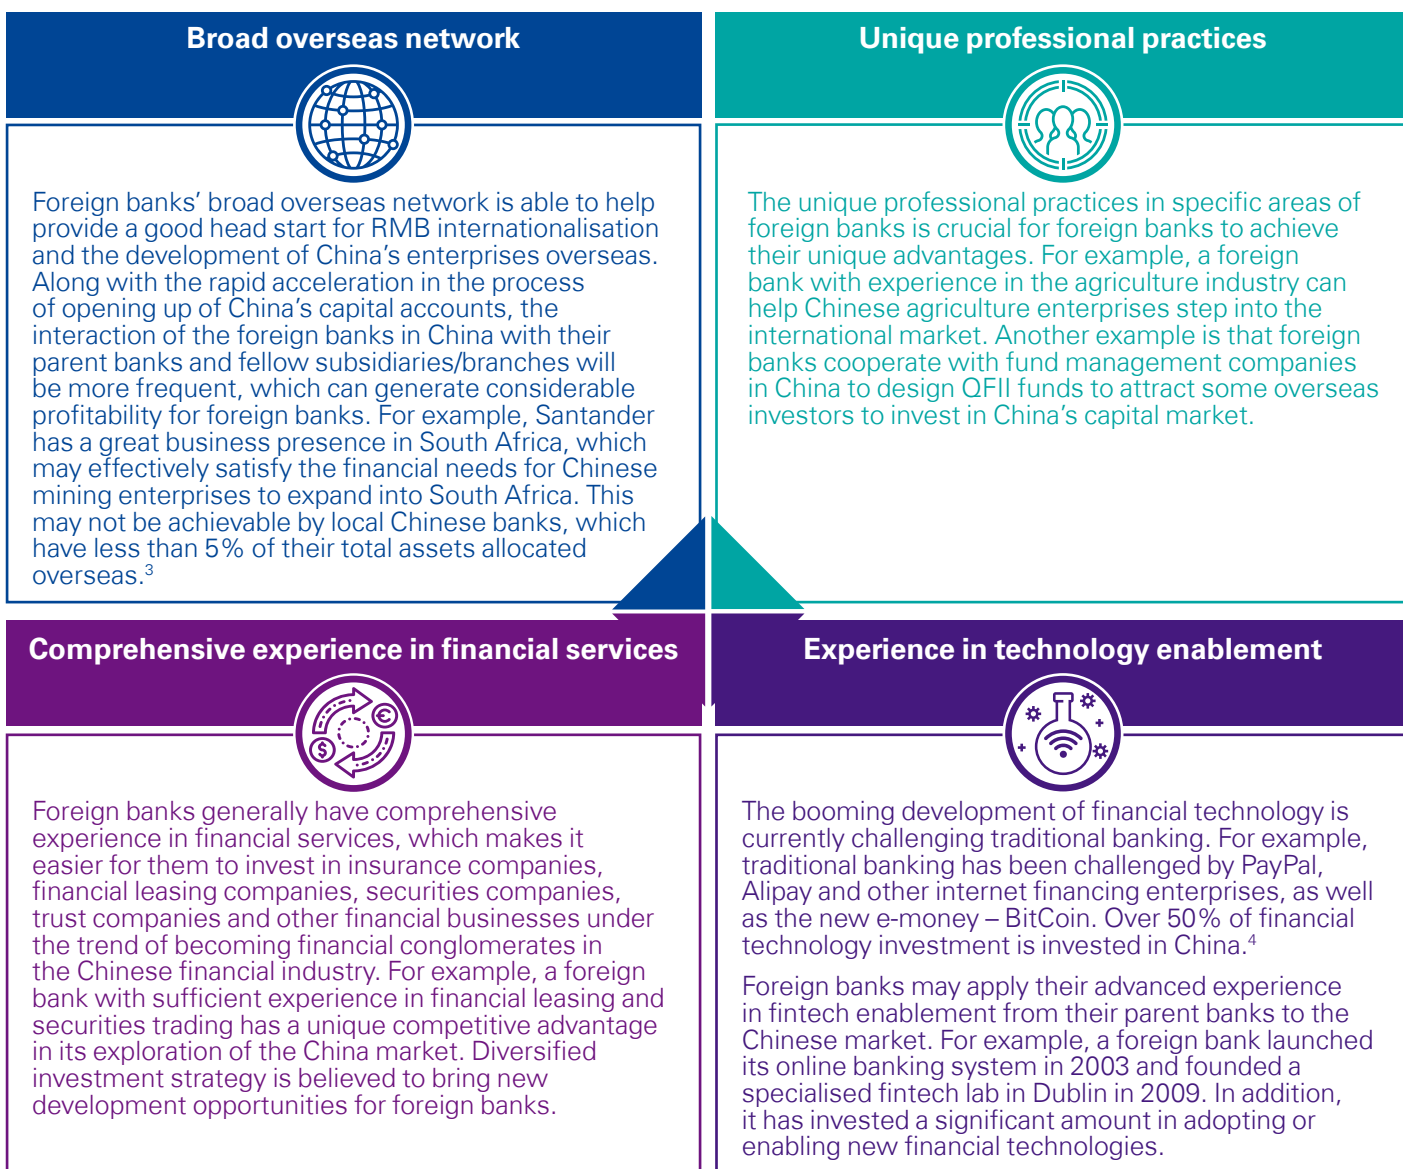 Broad overseas network
Foreign banks’ broad overseas network is able to help
provide a good head start for RMB internationalisation
and the development of China’s enterprises overseas.
Along with the rapid acceleration in the process
of opening up of China’s capital accounts, the
interaction of the foreign banks in China with their
parent banks and fellow subsidiaries/branches will
be more frequent, which can generate considerable
profitability for foreign banks. For example, Santander
has a great business presence in South Africa, which
may effectively satisfy the financial needs for Chinese
mining enterprises to expand into South Africa. This
may not be achievable by local Chinese banks, which
have less than 5% of their total assets allocated
overseas.³
Unique professional practices
The unique professional practices in specific areas of
foreign banks is crucial for foreign banks to achieve
their unique advantages. For example, a foreign
bank with experience in the agriculture industry can
help Chinese agriculture enterprises step into the
international market. Another example is that foreign
banks cooperate with fund management companies
in China to design QFII funds to attract some overseas
investors to invest in China’s capital market.
Comprehensive experience in financial services
€
$
Foreign banks generally have comprehensive
experience in financial services, which makes it
easier for them to invest in insurance companies,
financial leasing companies, securities companies,
trust companies and other financial businesses under
the trend of becoming financial conglomerates in
the Chinese financial industry. For example, a foreign
bank with sufficient experience in financial leasing and
securities trading has a unique competitive advantage
in its exploration of the China market. Diversified
investment strategy is believed to bring new
development opportunities for foreign banks.
Experience in technology enablement
The booming development of financial technology is
currently challenging traditional banking. For example,
traditional banking has been challenged by PayPal,
Alipay and other internet financing enterprises, as well
as the new e-money – BitCoin. Over 50% of financial
technology investment is invested in China.⁴
Foreign banks may apply their advanced experience
in fintech enablement from their parent banks to the
Chinese market. For example, a foreign bank launched
its online banking system in 2003 and founded a
specialised fintech lab in Dublin in 2009. In addition,
it has invested a significant amount in adopting or
enabling new financial technologies.